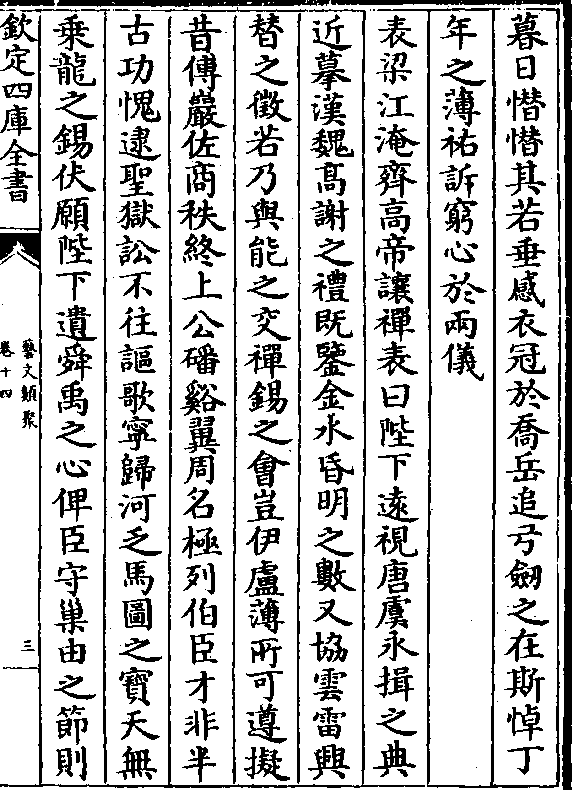 暮日憯憯其若垂感衣冠於喬岳追弓劒之在斯悼丁
年之薄祐訴窮心於兩儀
表梁江淹齊高帝讓禪表曰陛下遠視唐虞永揖之典
近摹漢魏髙謝之禮既鑒金水昏明之數又協雲雷興
替之徵若乃與能之交禪錫之會豈伊盧薄所可遵擬
昔傅巖佐商秩終上公磻谿翼周名極列伯臣才非半
古功愧逮聖獄訟不往謳歌寧歸河乏馬圖之寶天無
乗龍之錫伏願陛下遺舜禹之心俾臣守巢由之節則
欽定四庫全書
藝文類聚
卷十四
三